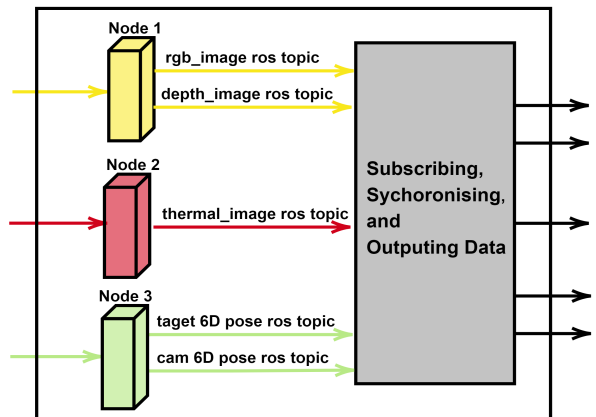 Node 1
rgb_image ros topic
depth_image ros topic
Node 2
thermal_image ros topic
Node 3
taget 6D pose ros topic
cam 6D pose ros topic
Subscribing,
Sychoronising,
and
Outputing Data